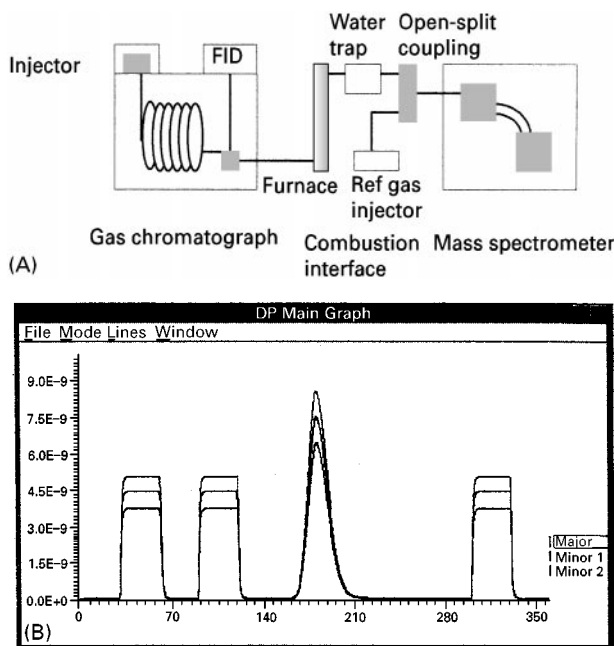 Water trap
Open-split coupling
Injector
FID
Furnace
Ref gas injector
Gas chromatograph
Combustion interface
Mass spectrometer
(A)
DP Main Graph
File Mode Lines Window
9.0E-9
7.5E-9
6.0E-9
4.5E-9
3.0E-9
1.5E-9
0.0E+0
Major
Minor 1
Minor 2
0
70
140
210
280
350
(B)